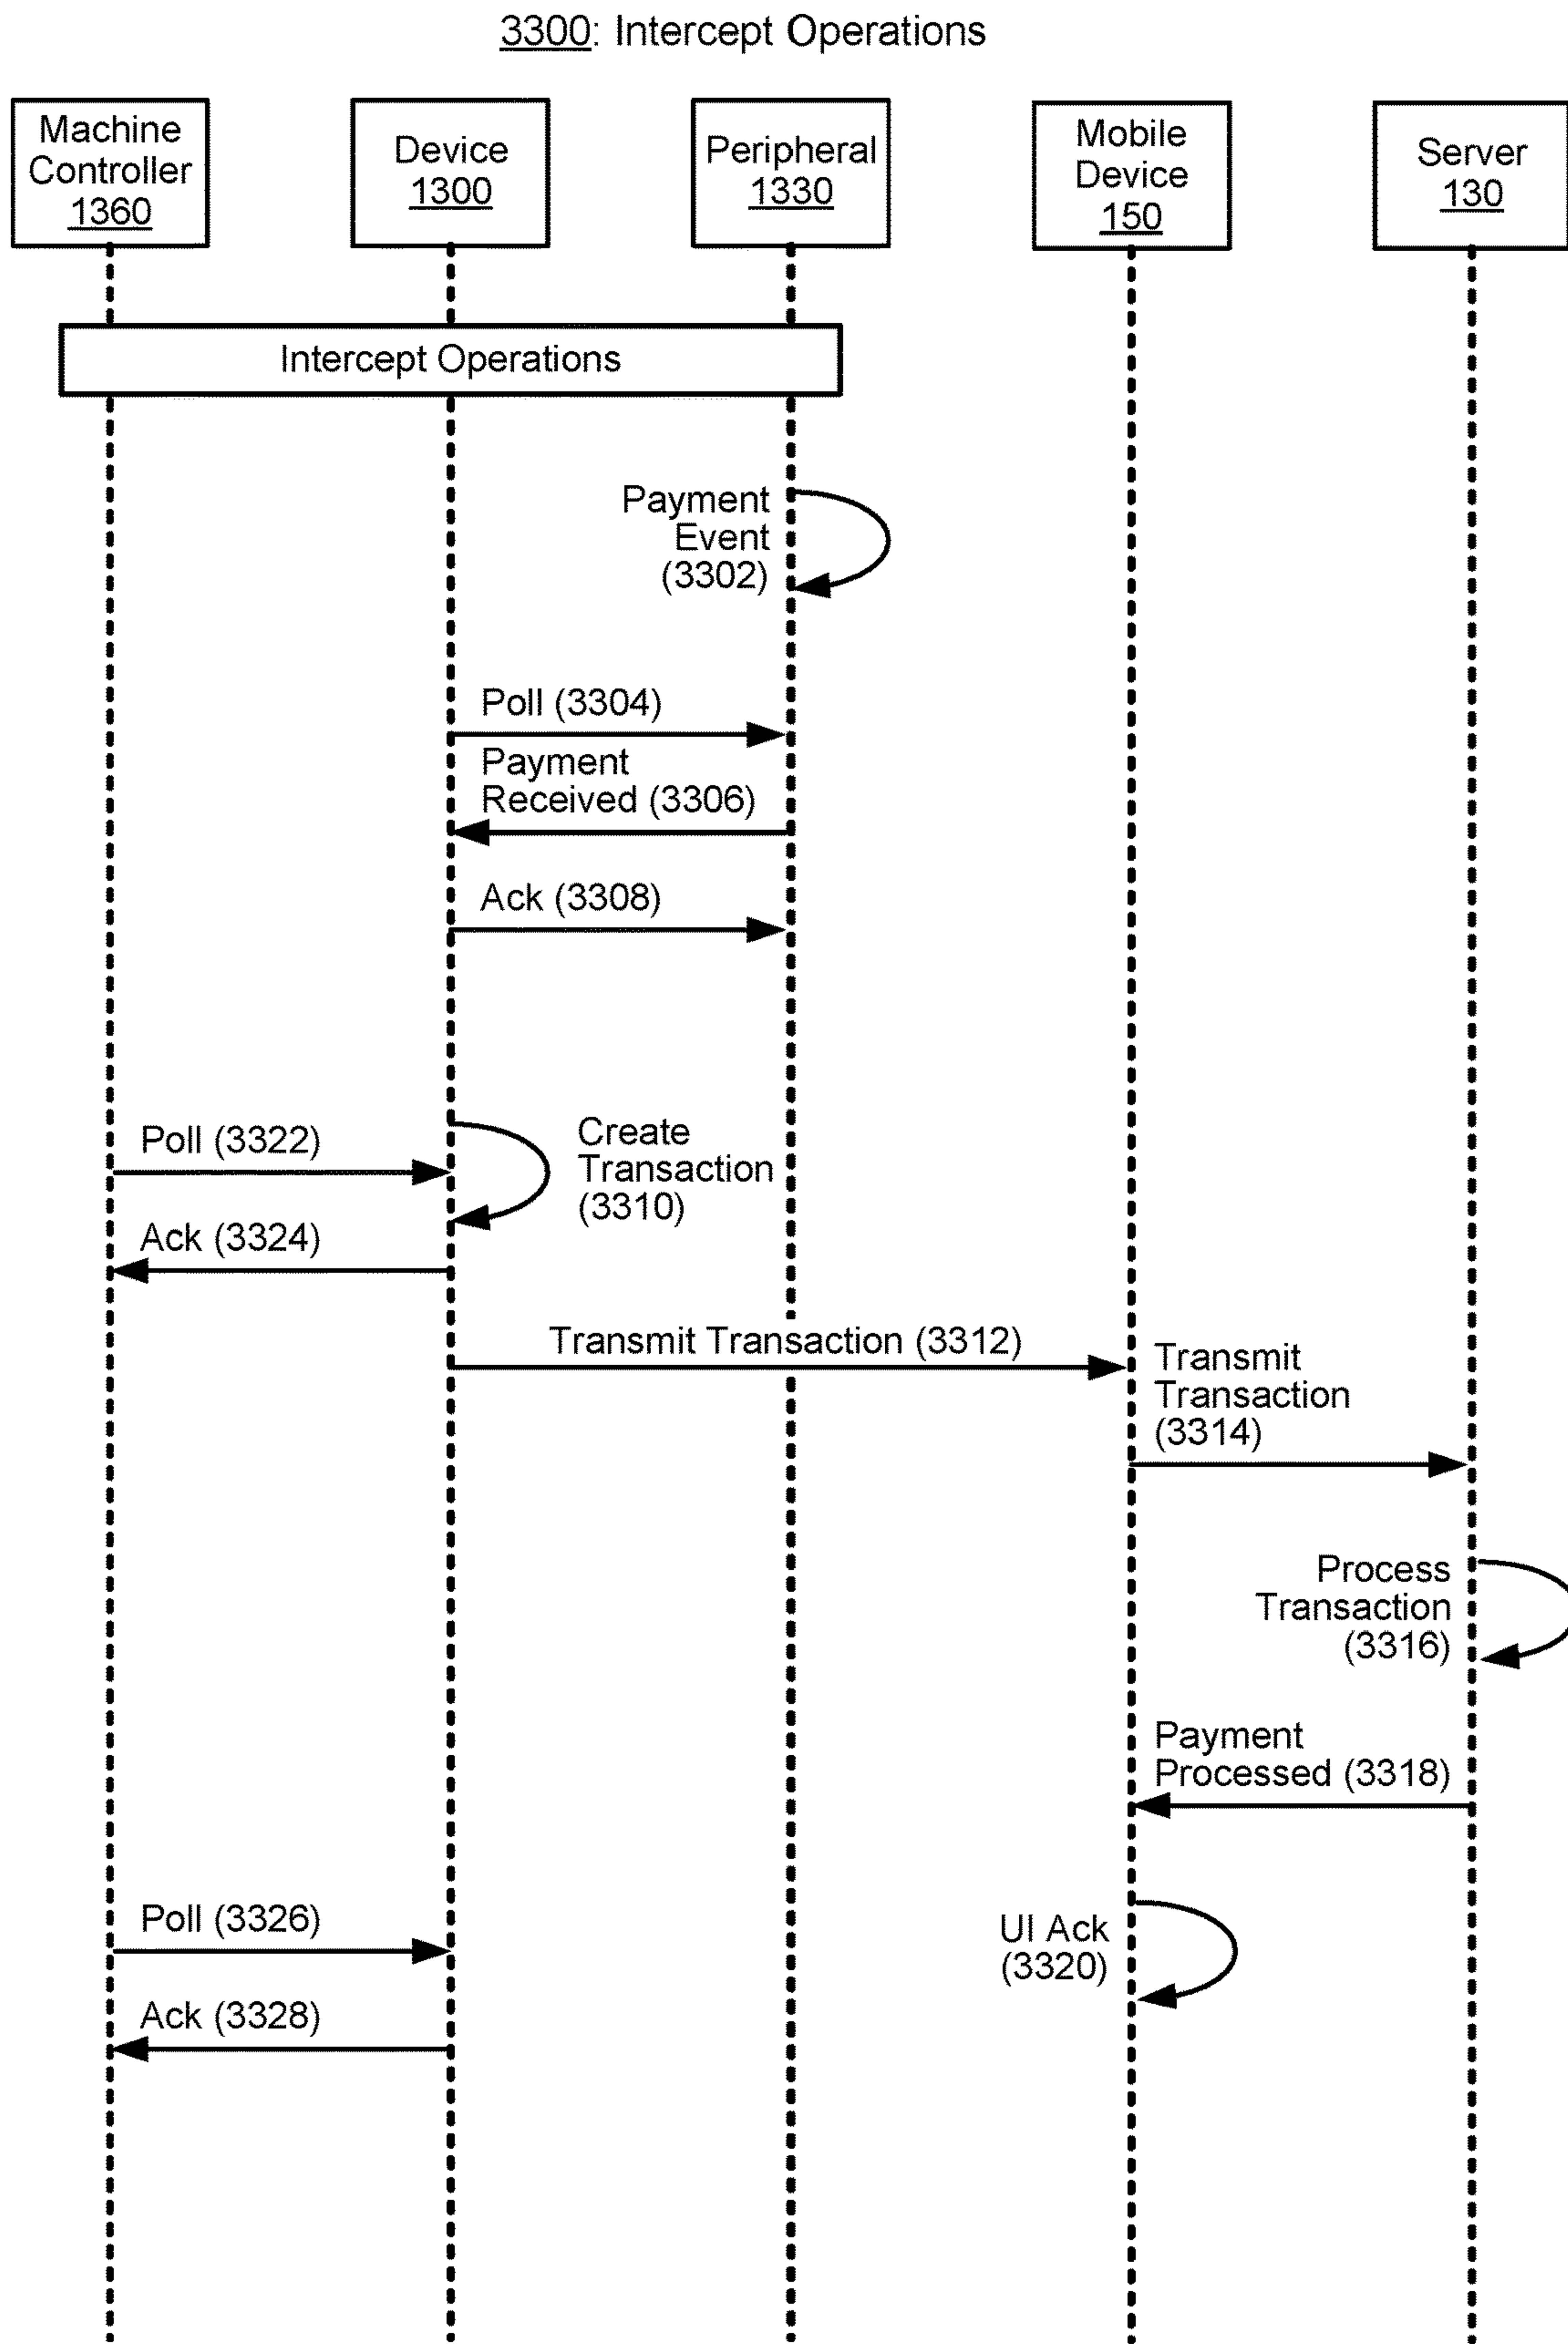 3300: Intercept Operations
Machine
Controller
1360
Device
1300
Peripheral
1330
Mobile
Device
150
Server
130
Intercept Operations
Payment
Event
(3302)
Poll (3304)
Payment
Received (3306)
Ack (3308)
Poll (3322)
Create
Transaction
(3310)
Ack (3324)
Transmit Transaction (3312)
Transmit
Transaction
(3314)
Process
Transaction
(3316)
Payment
Processed (3318)
Poll (3326)
UI Ack
(3320)
Ack (3328)